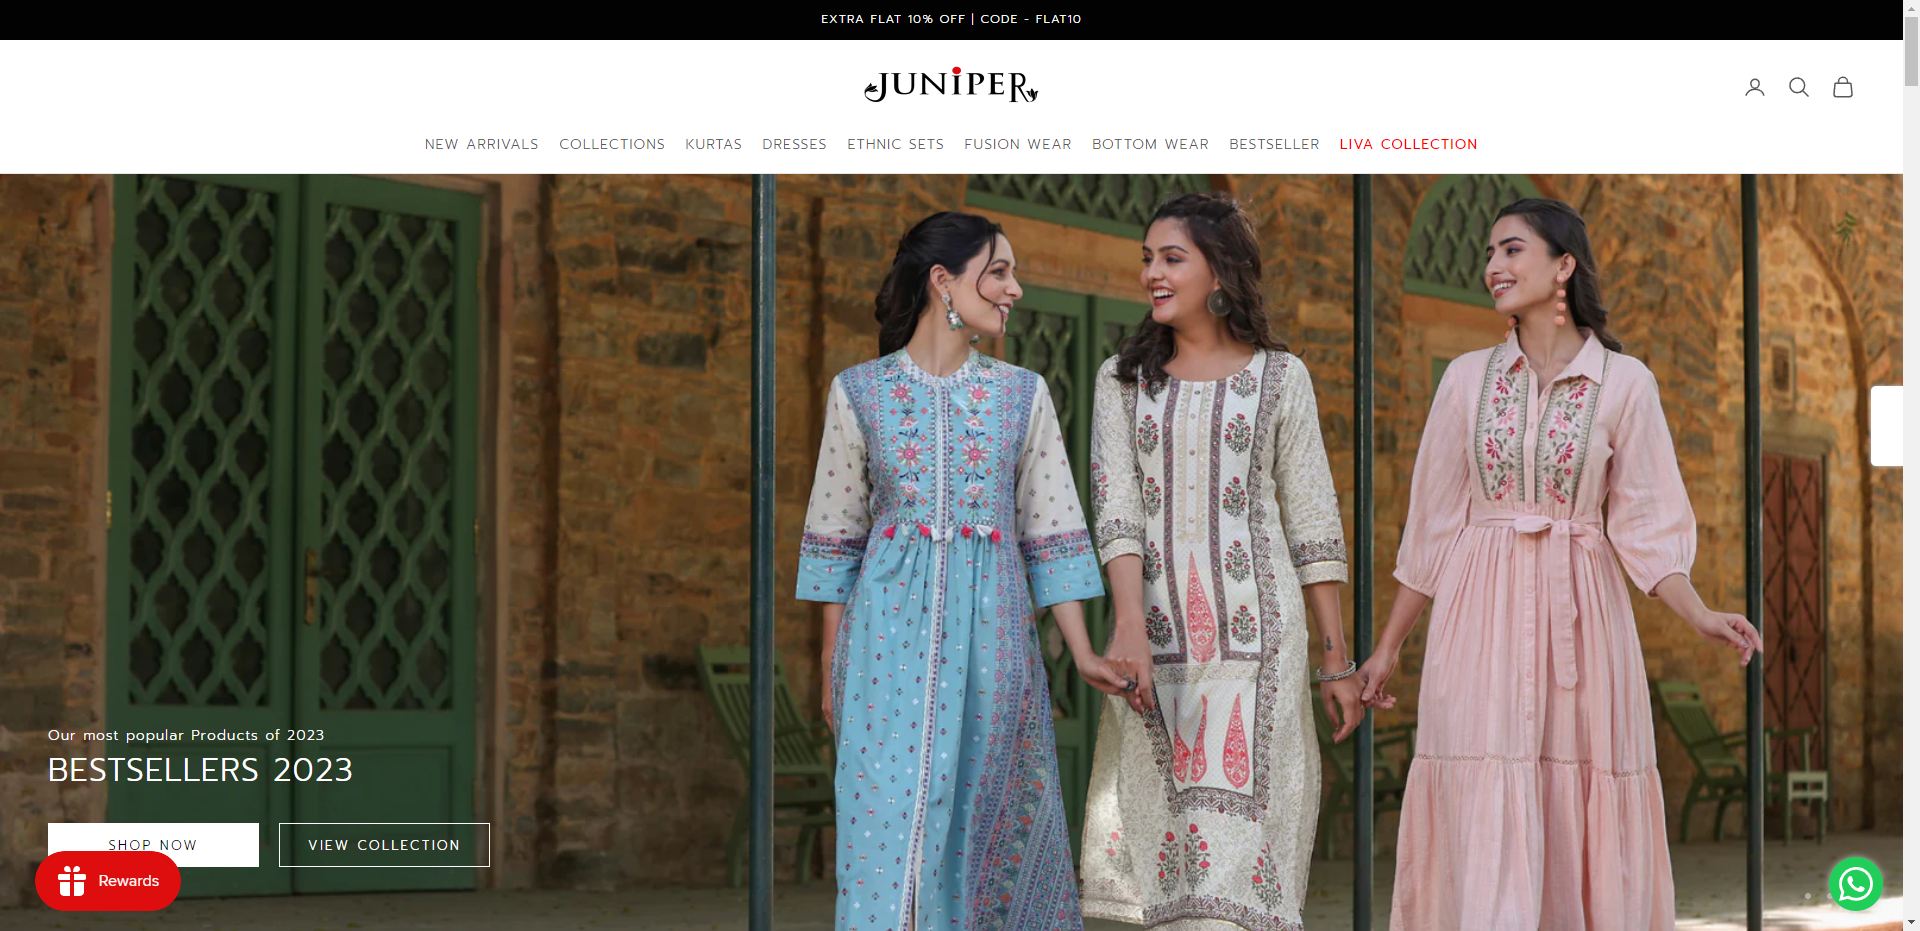 EXTRA FLAT 10% OFF | CODE - FLAT10
JUNIPER
NEW ARRIVALS COLLECTIONS KURTAS DRESSES ETHNIC SETS FUSION WEAR BOTTOM WEAR BESTSELLER LIVA COLLECTION
Our most popular Products of 2023
BESTSELLERS 2023
SHOP NOW VIEW COLLECTION
Rewards